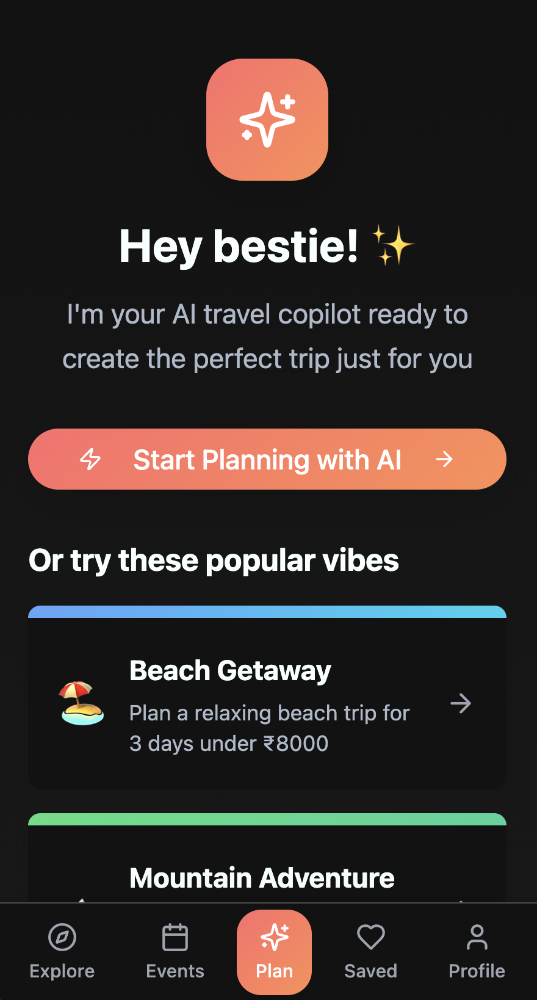 Hey bestie! ✨
I'm your AI travel copilot ready to
create the perfect trip just for you
Start Planning with AI
Or try these popular vibes
Beach Getaway
Plan a relaxing beach trip for
3 days under ₹8000
Mountain Adventure
Explore
Events
Plan
Saved
Profile